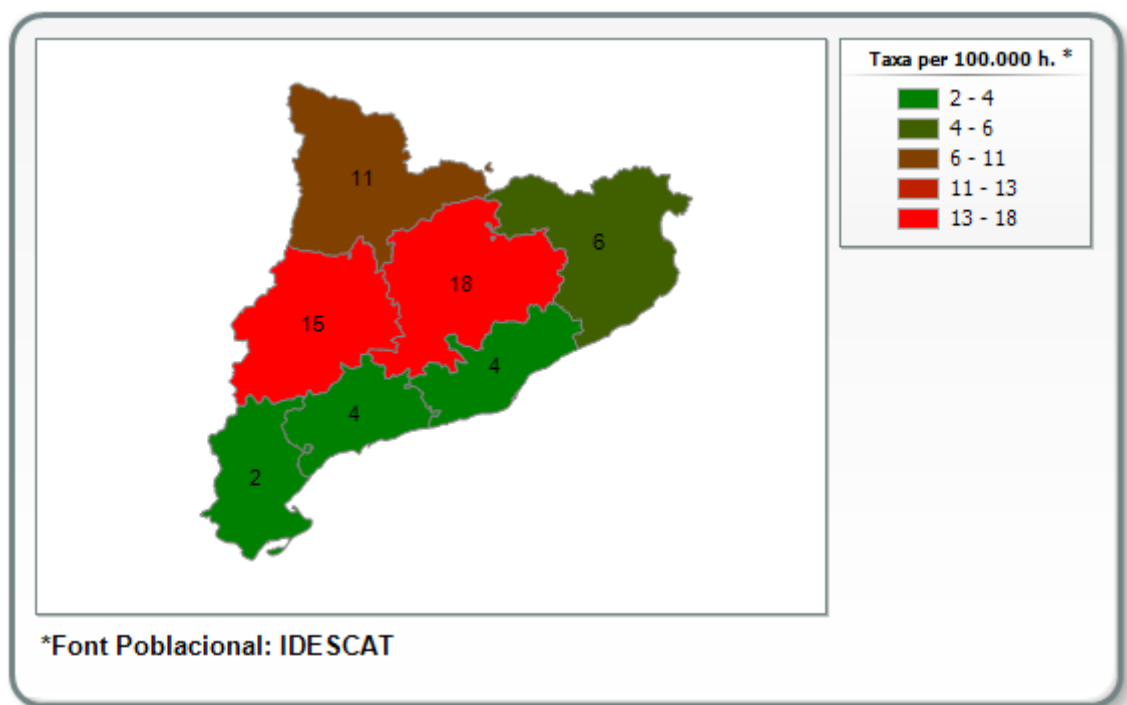 Taxa per 100.000 h. *
2 - 4
4 - 6
6 - 11
11 - 13
13 - 18
11
6
18
15
4
4
2
*Font Poblacional: IDESCAT